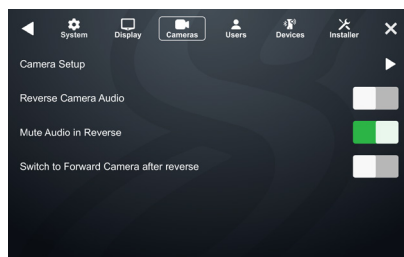 System
Display
Cameras
Users
Devices
Installer
Camera Setup
Reverse Camera Audio
Mute Audio in Reverse
Switch to Forward Camera after reverse